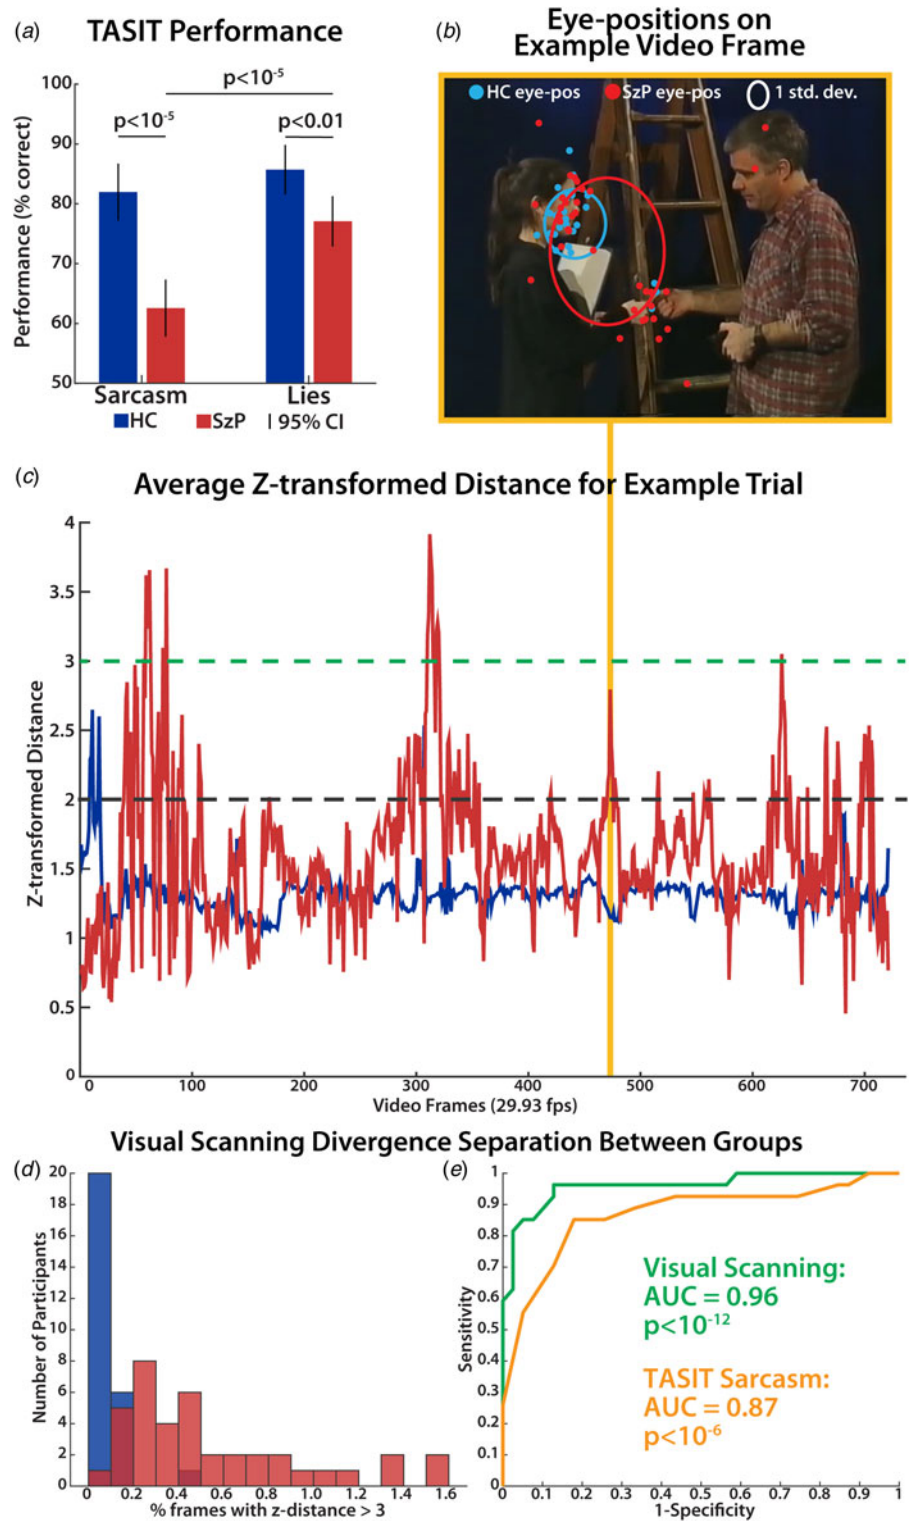 (a)
TASIT Performance
100
90
80
70
60
50
Performance (% correct)
p<10-5
p<10-5
p<0.01
Sarcasm
Lies
HC
SzP
| 95% CI
(b)
Eye-positions on
Example Video Frame
HC eye-pos
SzP eye-pos
1 std. dev.
(c)
Average Z-transformed Distance for Example Trial
4
3.5
3
2.5
2
1.5
1
0.5
0
Z-transformed Distance
0 100 200 300 400 500 600 700
Video Frames (29.93 fps)
Visual Scanning Divergence Separation Between Groups
(d)
20
18
16
14
12
10
8
6
4
2
0
Number of Participants
0 0.2 0.4 0.6 0.8 1.0 1.2 1.4 1.6
% frames with z-distance > 3
(e)
1
0.9
0.8
0.7
0.6
0.5
0.4
0.3
0.2
0.1
0
Sensitivity
Visual Scanning:
AUC = 0.96
p<10-12
TASIT Sarcasm:
AUC = 0.87
p<10-6
0 0.1 0.2 0.3 0.4 0.5 0.6 0.7 0.8 0.9 1
1-Specificity